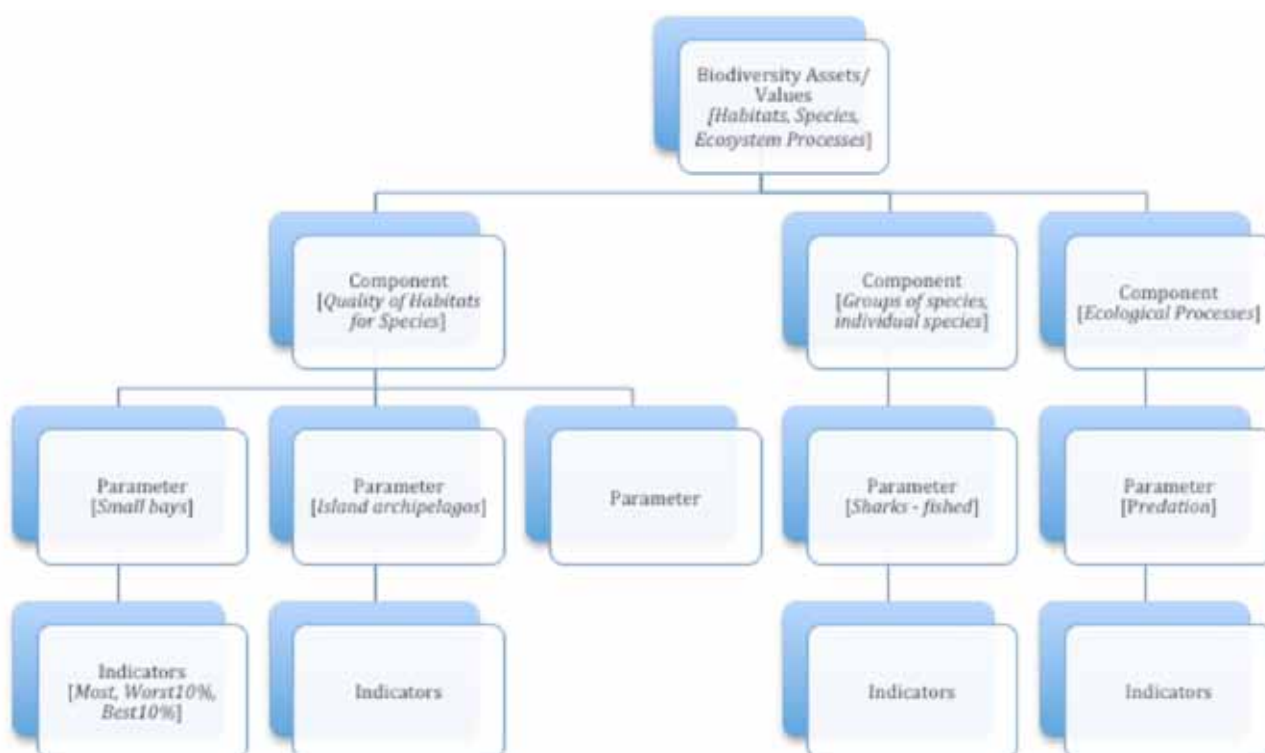 Biodiversity Assets/
Values
[Habitats, Species,
Ecosystem Processes]
Component
[Quality of Habitats
for Species]
Component
[Groups of species,
individual species]
Component
[Ecological Processes]
Parameter
[Small bays]
Parameter
[Island archipelagos]
Parameter
Parameter
[Sharks - fished]
Parameter
[Predation]
Indicators
[Most, Worst10%,
Best10%]
Indicators
Indicators
Indicators